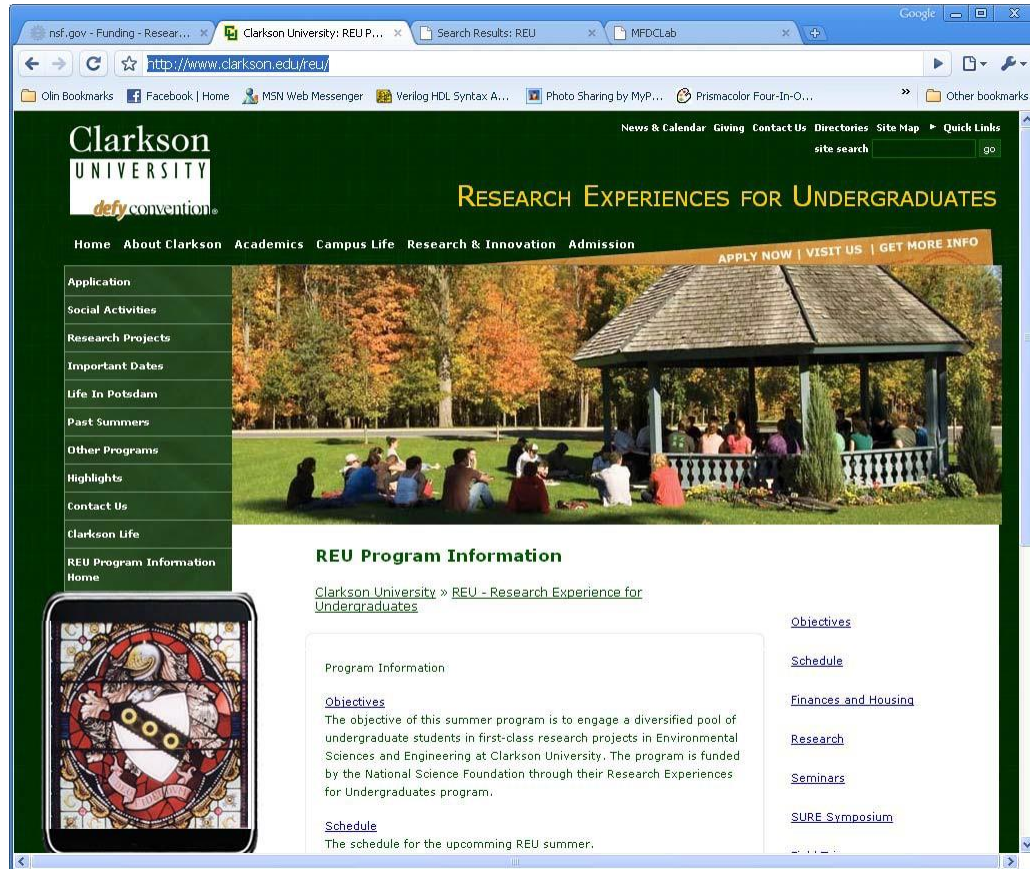 Google
nsf.gov - Funding - Resear...
Clarkson University: REU P...
Search Results: REU
MFDCLab
http://www.clarkson.edu/reu/
Olin Bookmarks
Facebook | Home
MSN Web Messenger
Verilog HDL Syntax A...
Photo Sharing by MyP...
Prismacolor Four-In-O...
»
Other bookmarks
Clarkson
UNIVERSITY
defy convention®
News & Calendar Giving Contact Us Directories Site Map ► Quick Links
site search
go
RESEARCH EXPERIENCES FOR UNDERGRADUATES
Home About Clarkson Academics Campus Life Research & Innovation Admission
APPLY NOW | VISIT US | GET MORE INFO
Application
Social Activities
Research Projects
Important Dates
Life In Potsdam
Past Summers
Other Programs
Highlights
Contact Us
Clarkson Life
REU Program Information
Home
REU Program Information
Clarkson University » REU - Research Experience for
Undergraduates
Program Information
Objectives
The objective of this summer program is to engage a diversified pool of
undergraduate students in first-class research projects in Environmental
Sciences and Engineering at Clarkson University. The program is funded
by the National Science Foundation through their Research Experiences
for Undergraduates program.
Schedule
The schedule for the upcomming REU summer.
Objectives
Schedule
Finances and Housing
Research
Seminars
SURE Symposium